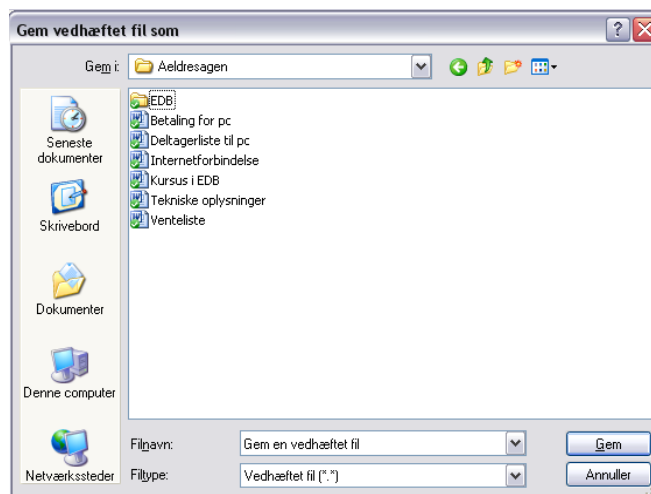 Gem vedhæftet fil som
Gem i: Aeldresagen
EDB
Betaling for pc
Deltagerliste til pc
Internetforbindelse
Kursus i EDB
Tekniske oplysninger
Venteliste
Seneste
dokumenter
Skrivebord
Dokumenter
Denne computer
Netværkssteder
Filnavn: Gem en vedhæftet fil Gem
Filtype: Vedhæftet fil (*.*) Annuller